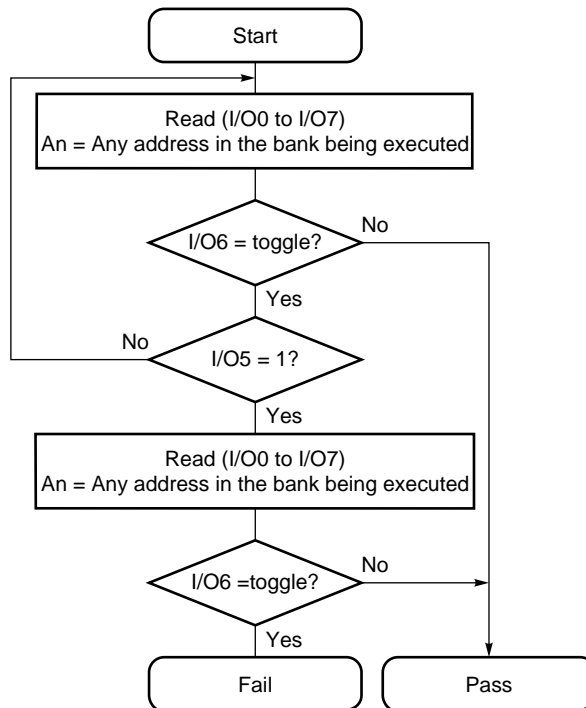 Start
Read (I/O0 to I/O7)
An = Any address in the bank being executed
I/O6 = toggle?
No
Yes
No
I/O5 = 1?
Yes
Read (I/O0 to I/O7)
An = Any address in the bank being executed
I/O6 =toggle?
No
Yes
Fail
Pass